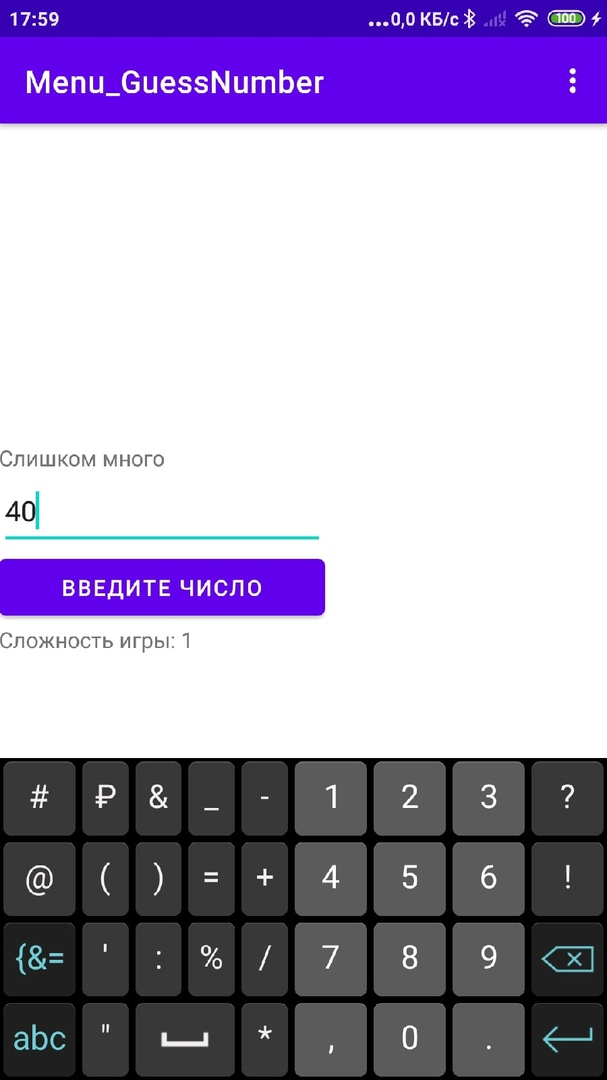 17:59 ...0,0 КБ/с 100
Menu_GuessNumber
Слишком много
40
ВВЕДИТЕ ЧИСЛО
Сложность игры: 1
# ₽ & _ - 1 2 3 ?
@ ( ) = + 4 5 6 !
{&= ' : % / 7 8 9
abc " * , 0 .